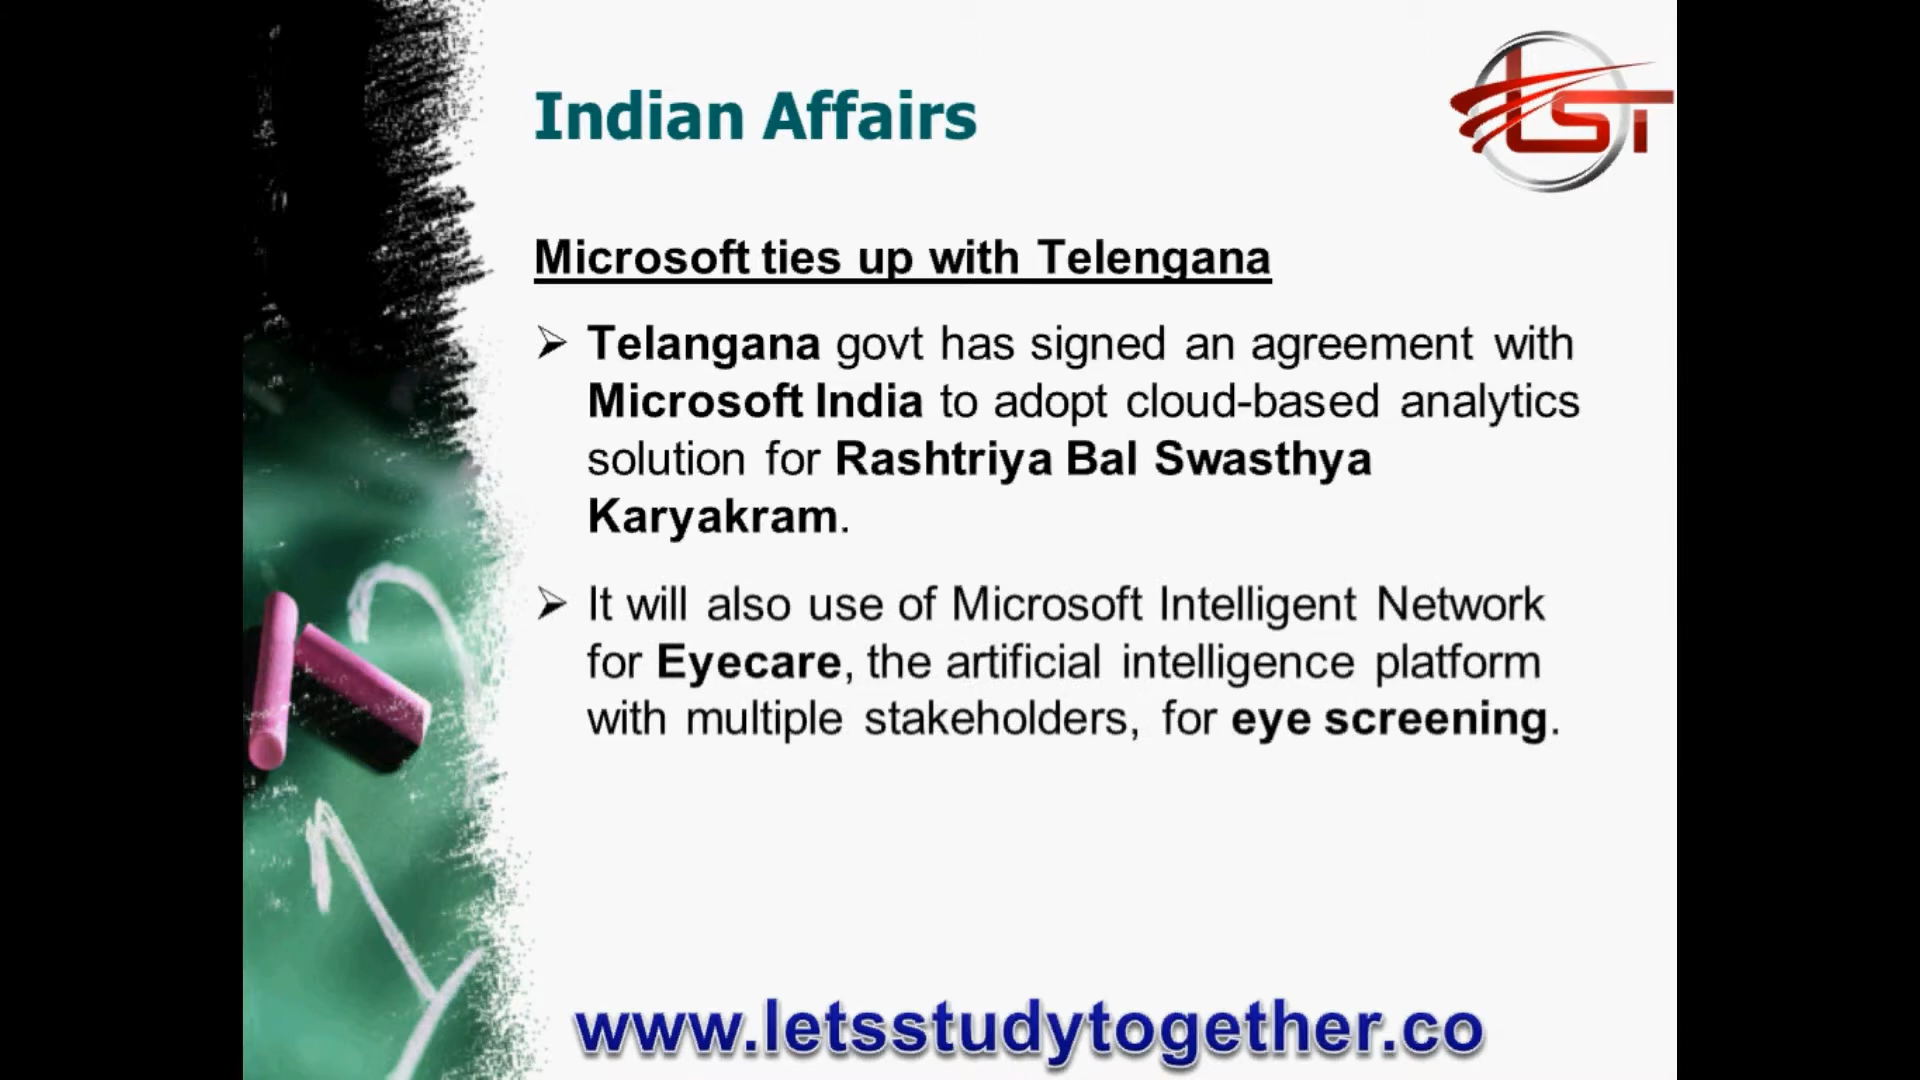 Indian Affairs
LST
Microsoft ties up with Telengana
➢ Telangana govt has signed an agreement with
Microsoft India to adopt cloud-based analytics
solution for Rashtriya Bal Swasthya
Karyakram.
➢ It will also use of Microsoft Intelligent Network
for Eyecare, the artificial intelligence platform
with multiple stakeholders, for eye screening.
www.letsstudytogether.co